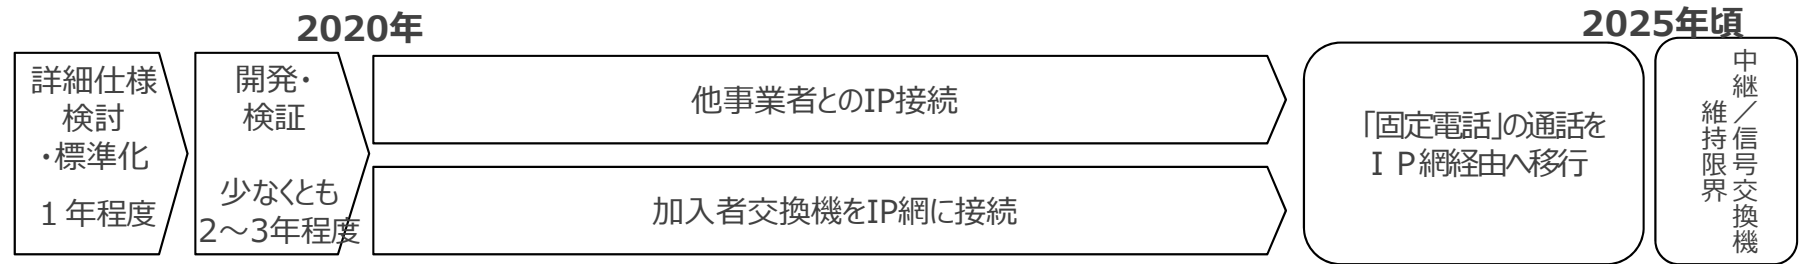 2020年
2025年頃
詳細仕様
検討
・標準化
１年程度
開発・
検証
少なくとも
2～3年程度
他事業者とのIP接続
加入者交換機をIP網に接続
「固定電話」の通話を
ＩＰ網経由へ移行
中継／信号交換機
維持限界